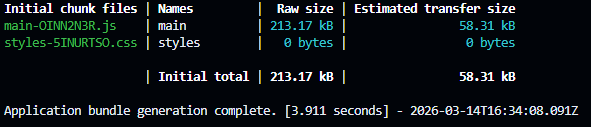 Initial chunk files | Names | Raw size | Estimated transfer size
main-OINN2N3R.js | main | 213.17 kB | 58.31 kB
styles-5INURTSO.css | styles | 0 bytes | 0 bytes
| Initial total | 213.17 kB | 58.31 kB
Application bundle generation complete. [3.911 seconds] - 2026-03-14T16:34:08.091Z